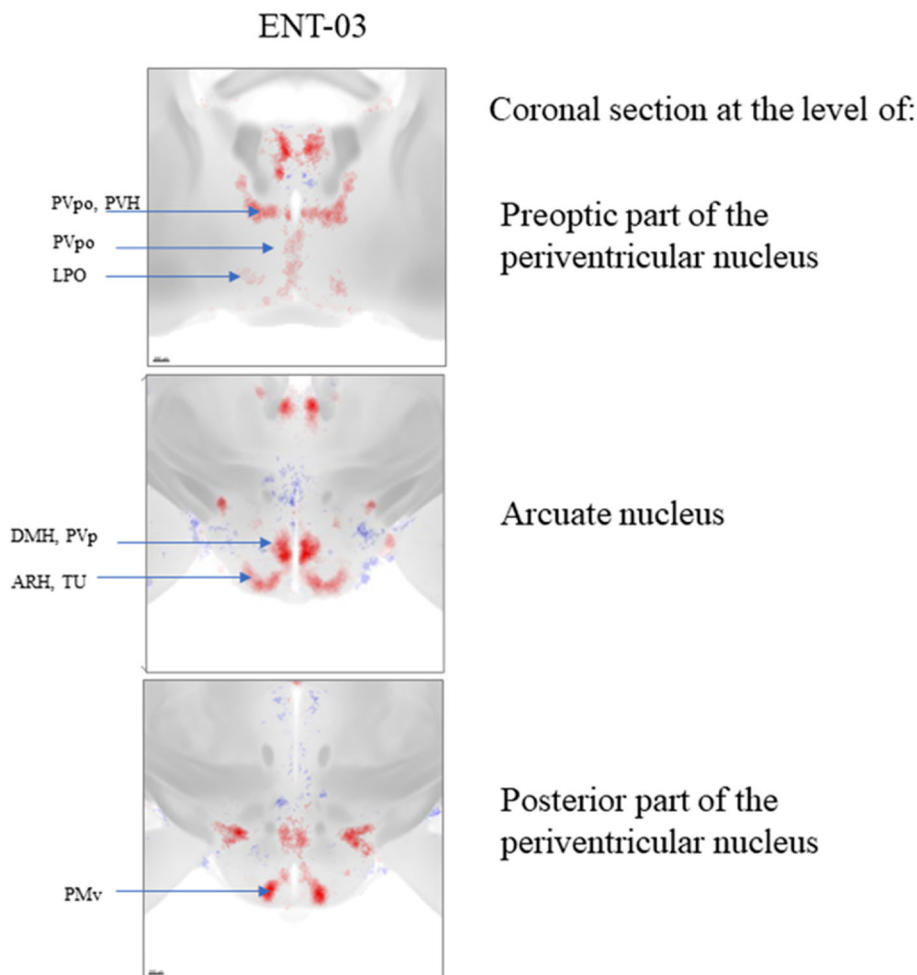 ENT-03
Coronal section at the level of:
PVpo, PVH
PVpo
LPO
Preoptic part of the
periventricular nucleus
DMH, PVp
ARH, TU
Arcuate nucleus
PMv
Posterior part of the
periventricular nucleus